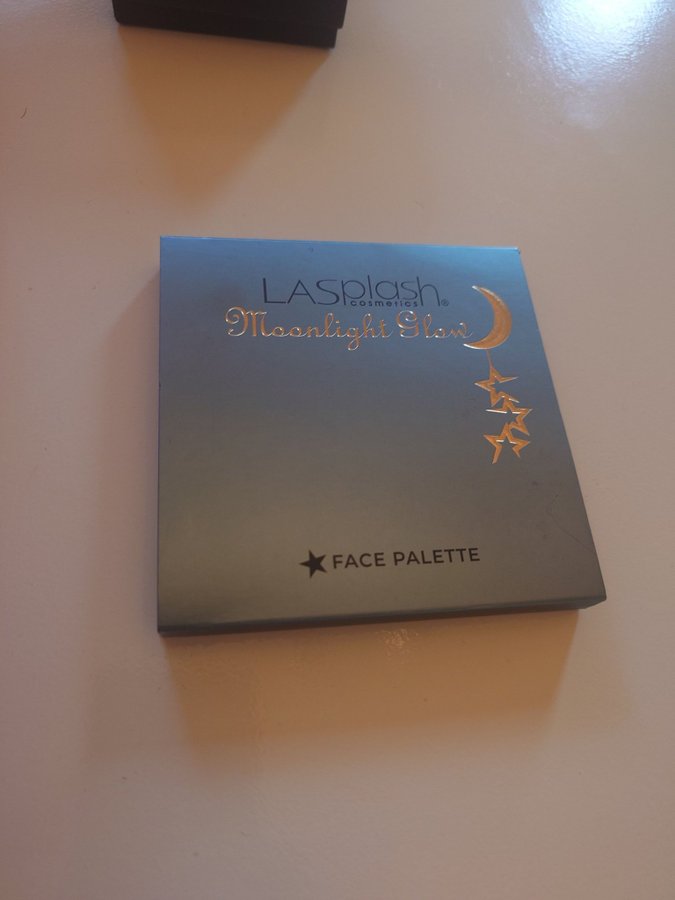 LASplash®
cosmetics
Moonlight Glow
FACE PALETTE